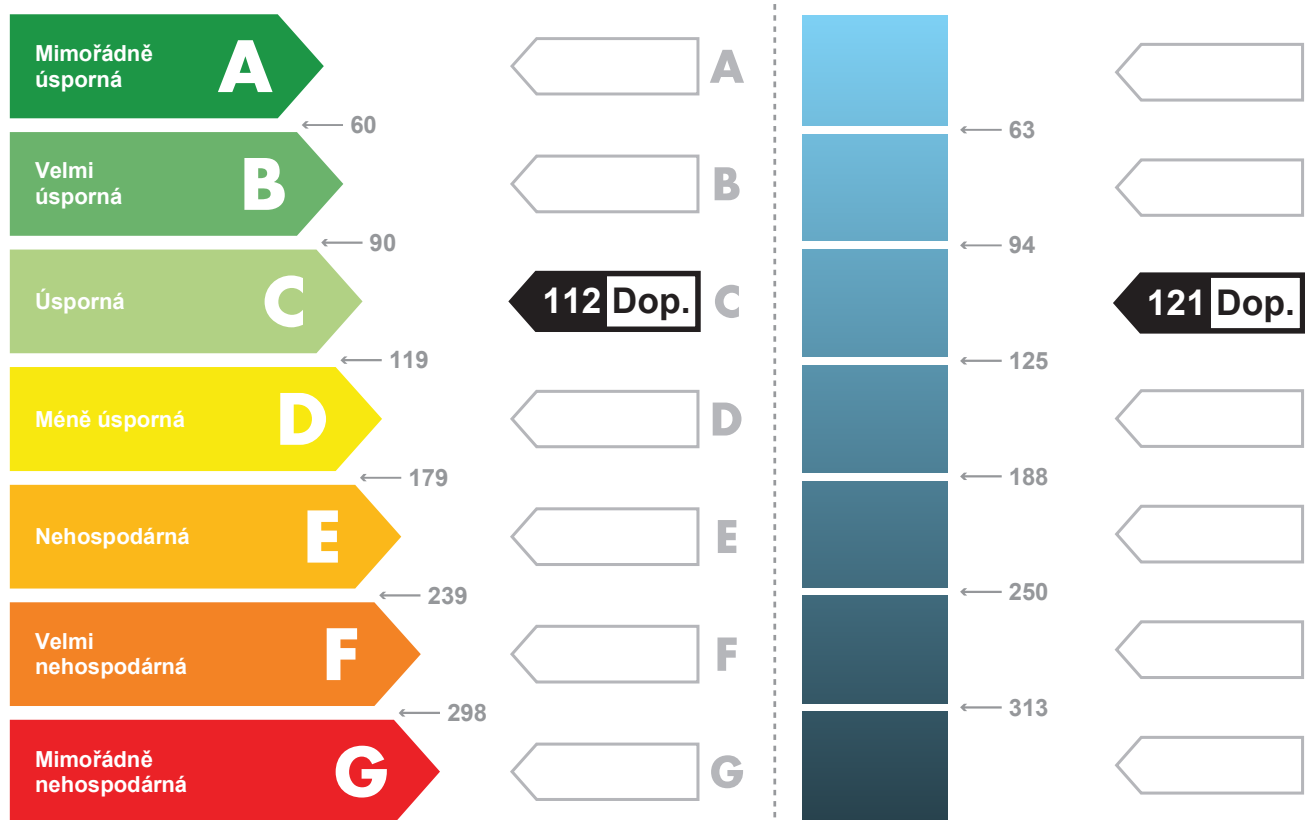 Mimořádně
úsporná
A
A
60
63
Velmi
úsporná
B
B
90
94
Úsporná
C
112 Dop.
C
121 Dop.
119
125
Méně úsporná
D
D
179
188
Nehospodárná
E
E
239
250
Velmi
nehospodárná
F
F
298
313
Mimořádně
nehospodárná
G
G